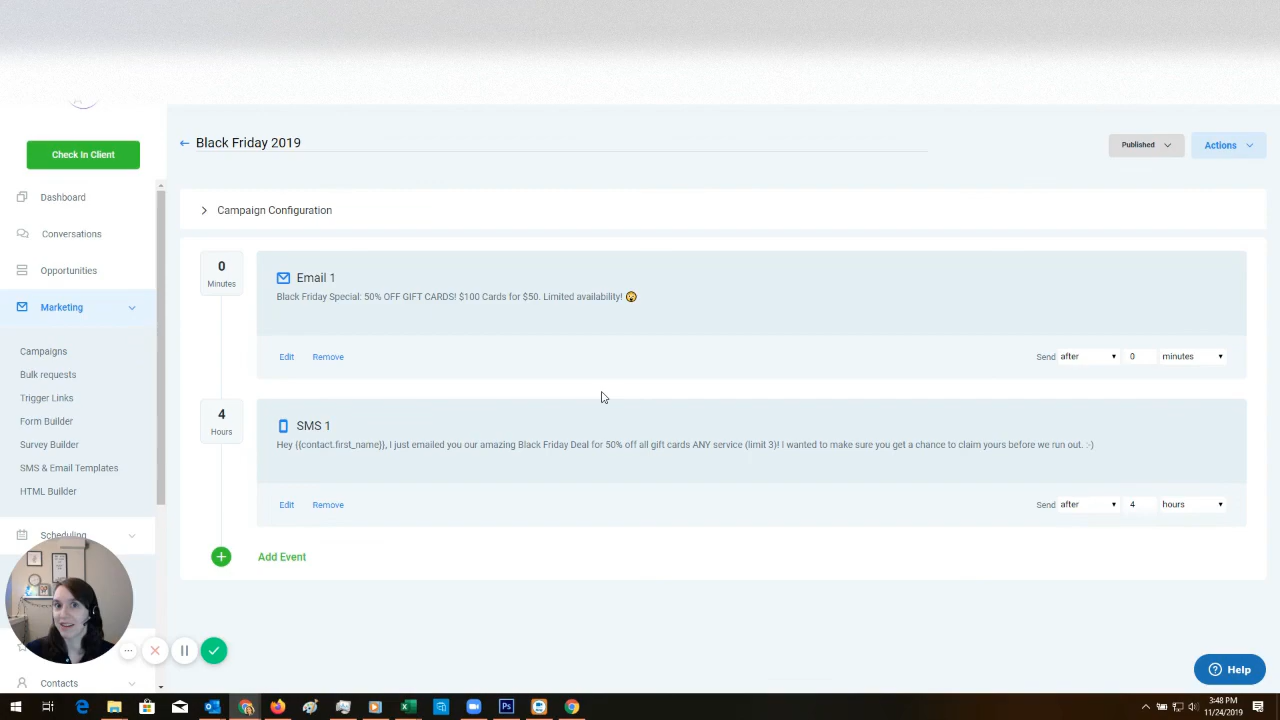 Black Friday 2019
Published
Actions
Check In Client
Dashboard
Conversations
Opportunities
Marketing
Campaigns
Bulk requests
Trigger Links
Form Builder
Survey Builder
SMS & Email Templates
HTML Builder
Scheduling
Contacts
Campaign Configuration
0
Minutes
Email 1
Black Friday Special: 50% OFF GIFT CARDS! $100 Cards for $50. Limited availability! 😲
Edit Remove
Send after 0 minutes
4
Hours
SMS 1
Hey {{contact.first_name}}, I just emailed you our amazing Black Friday Deal for 50% off all gift cards ANY service (limit 3)! I wanted to make sure you get a chance to claim yours before we run out. :-)
Edit Remove
Send after 4 hours
Add Event
Help
3:48 PM
11/24/2019